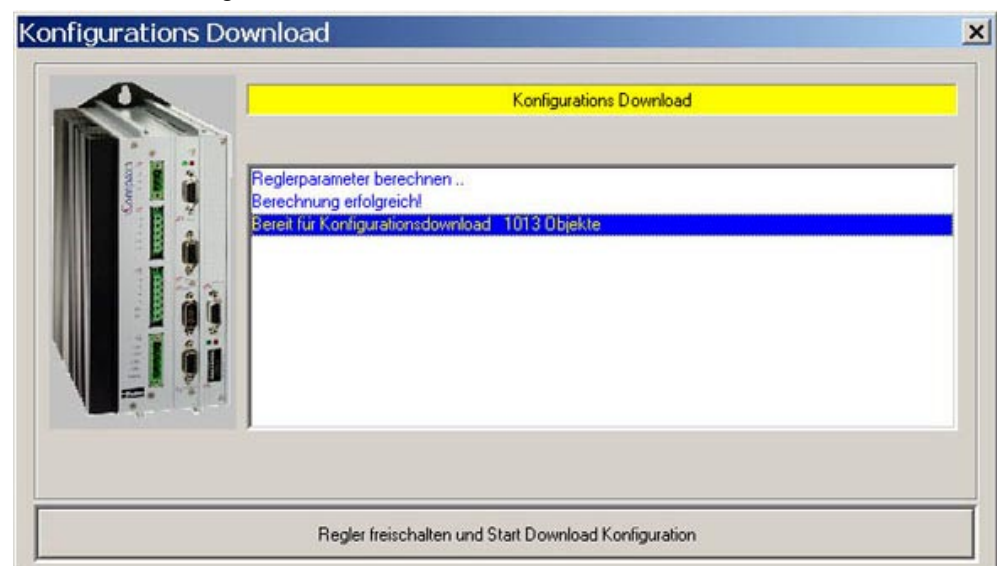 Konfigurations Download
Konfigurations Download
Reglerparameter berechnen ..
Berechnung erfolgreich!
Bereit für Konfigurationsdownload 1013 Objekte
Regler freischalten und Start Download Konfiguration